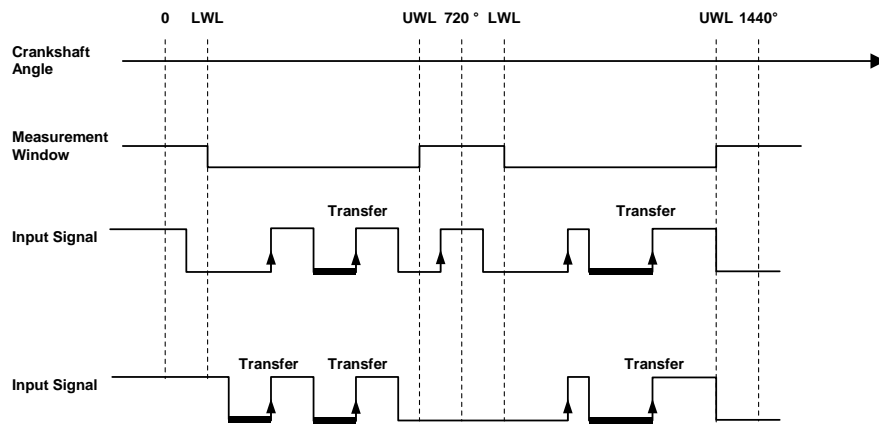 0 LWL UWL 720 ° LWL UWL 1440°
Crankshaft
Angle
Measurement
Window
Transfer Transfer
Input Signal
Transfer Transfer Transfer
Input Signal